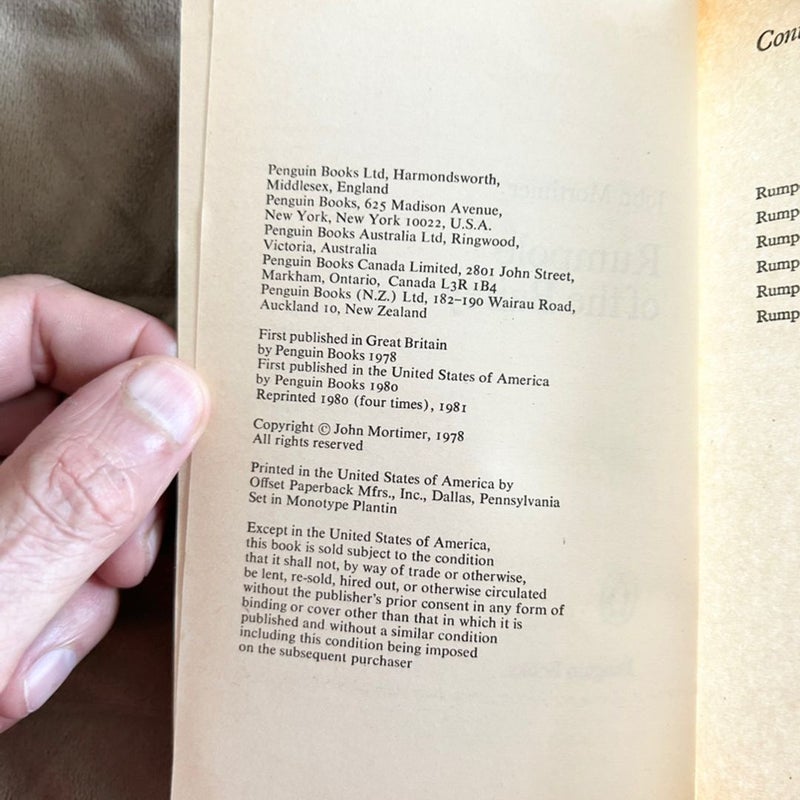 Penguin Books Ltd, Harmondsworth,
Middlesex, England
Penguin Books, 625 Madison Avenue,
New York, New York 10022, U.S.A.
Penguin Books Australia Ltd, Ringwood,
Victoria, Australia
Penguin Books Canada Limited, 2801 John Street,
Markham, Ontario, Canada L3R 1B4
Penguin Books (N.Z.) Ltd, 182–190 Wairau Road,
Auckland 10, New Zealand
First published in Great Britain
by Penguin Books 1978
First published in the United States of America
by Penguin Books 1980
Reprinted 1980 (four times), 1981
Copyright © John Mortimer, 1978
All rights reserved
Printed in the United States of America by
Offset Paperback Mfrs., Inc., Dallas, Pennsylvania
Set in Monotype Plantin
Except in the United States of America,
this book is sold subject to the condition
that it shall not, by way of trade or otherwise,
be lent, re-sold, hired out, or otherwise circulated
without the publisher's prior consent in any form of
binding or cover other than that in which it is
published and without a similar condition
including this condition being imposed
on the subsequent purchaser
Cont
Rump
Rump
Rump
Rump
Rump
Rump